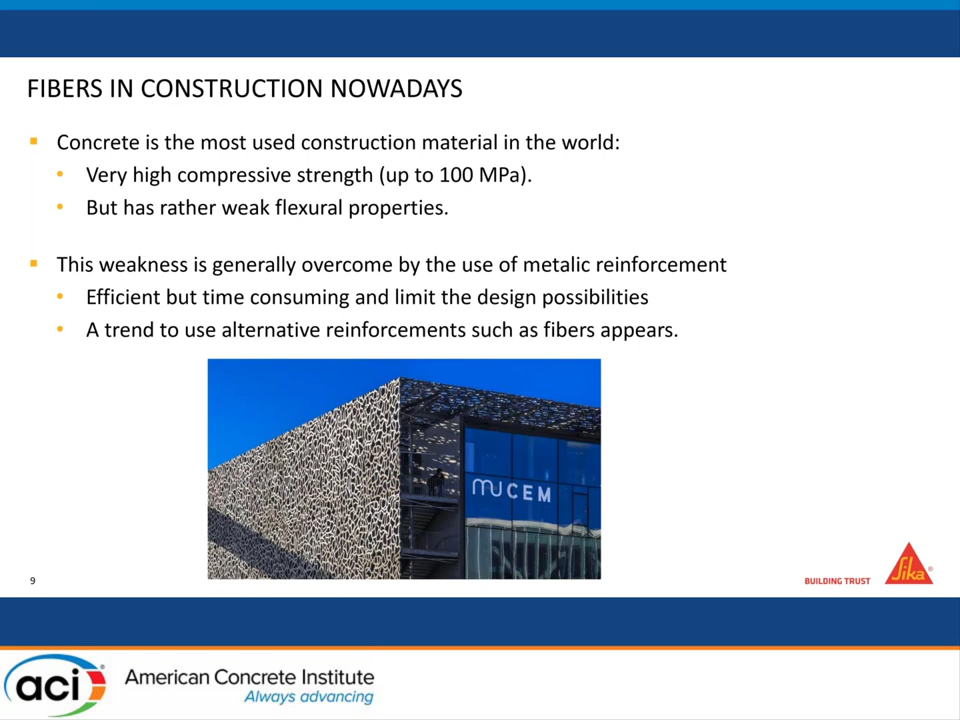 FIBERS IN CONSTRUCTION NOWADAYS
▪ Concrete is the most used construction material in the world:
• Very high compressive strength (up to 100 MPa).
• But has rather weak flexural properties.
▪ This weakness is generally overcome by the use of metalic reinforcement
• Efficient but time consuming and limit the design possibilities
• A trend to use alternative reinforcements such as fibers appears.
mucem
9
BUILDING TRUST
Sika®
aci
American Concrete Institute
Always advancing